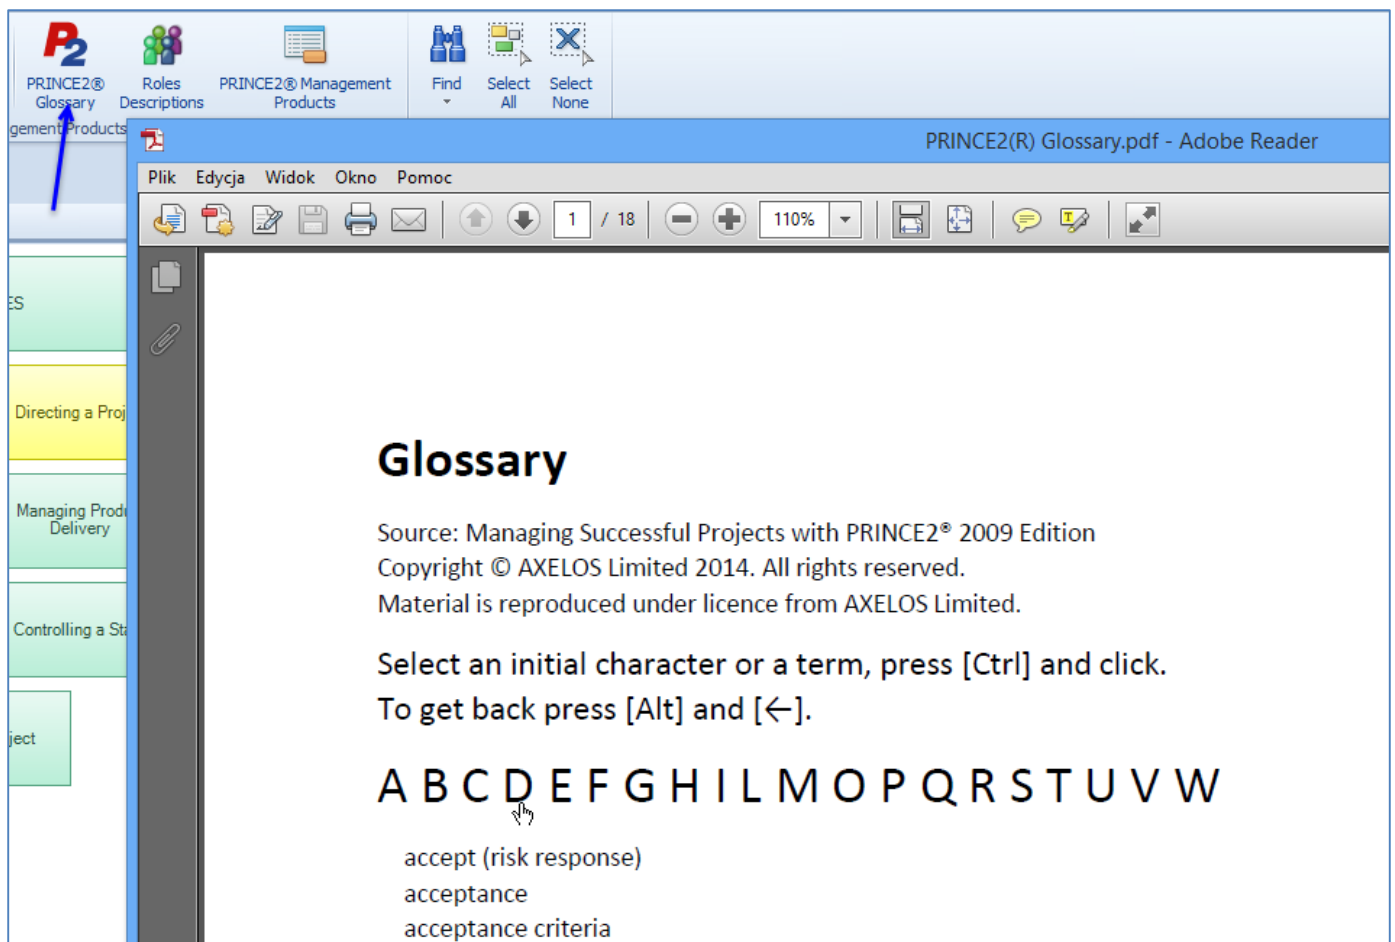 P2
PRINCE2®
Glossary
Roles
Descriptions
PRINCE2® Management
Products
Find
Select
All
Select
None
gement Products
PRINCE2(R) Glossary.pdf - Adobe Reader
Plik Edycja Widok Okno Pomoc
1 / 18 110%
ES
Directing a Proj
Managing Produ
Delivery
Controlling a Sta
ject
Glossary
Source: Managing Successful Projects with PRINCE2® 2009 Edition
Copyright © AXELOS Limited 2014. All rights reserved.
Material is reproduced under licence from AXELOS Limited.
Select an initial character or a term, press [Ctrl] and click.
To get back press [Alt] and [←].
A B C D E F G H I L M O P Q R S T U V W
accept (risk response)
acceptance
acceptance criteria